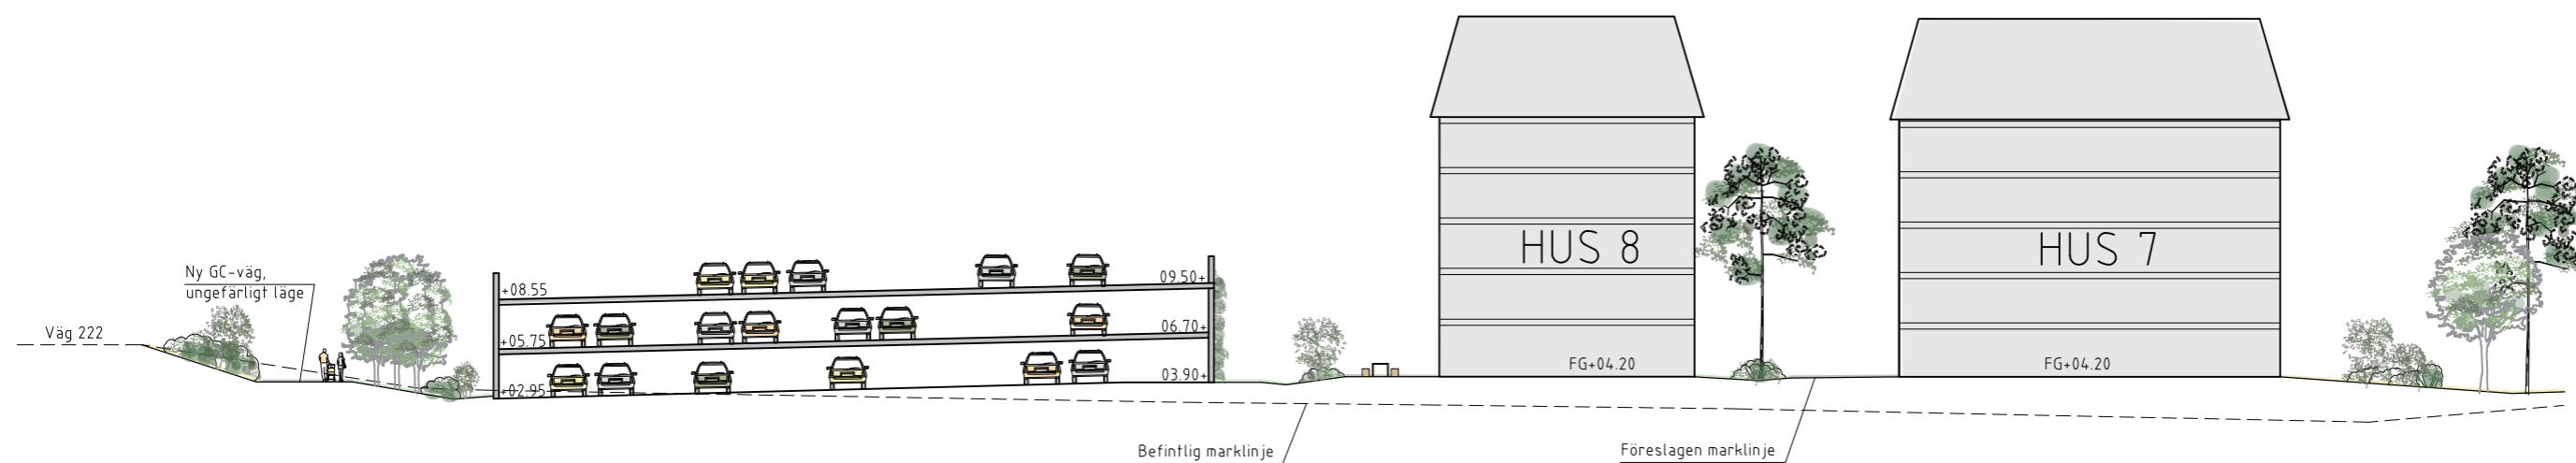 Ny GC-väg,
ungefärligt läge
Väg 222
+08.55
09.50+
+05.75
06.70+
+02.95
03.90+
HUS 8
FG+04.20
HUS 7
FG+04.20
Befintlig marklinje
Föreslagen marklinje